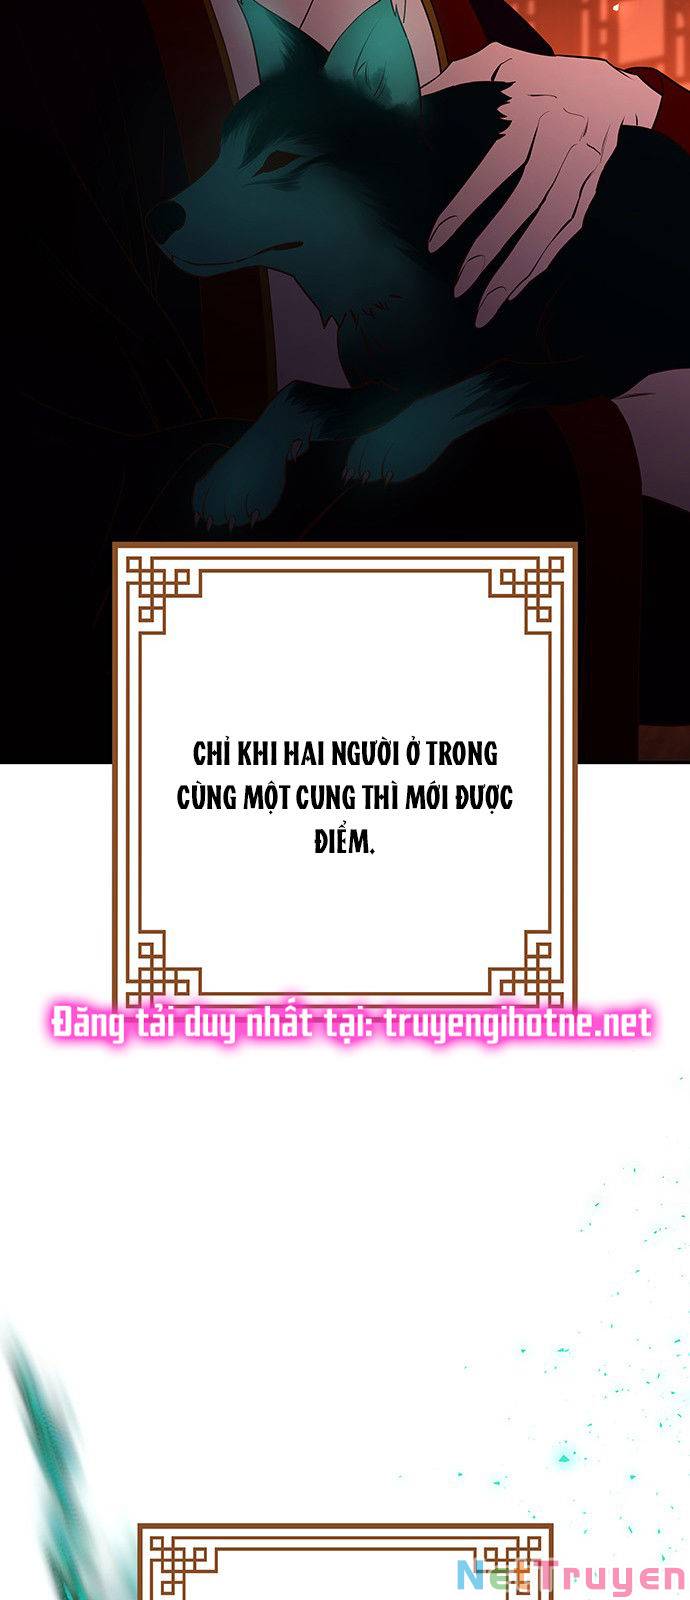 CHỈ KHI HAI NGƯỜI Ở TRONG
CÙNG MỘT CUNG THÌ MỚI ĐƯỢC
ĐIỂM.
Đăng tải duy nhất tại: truyengihotne.net
NetTruyen